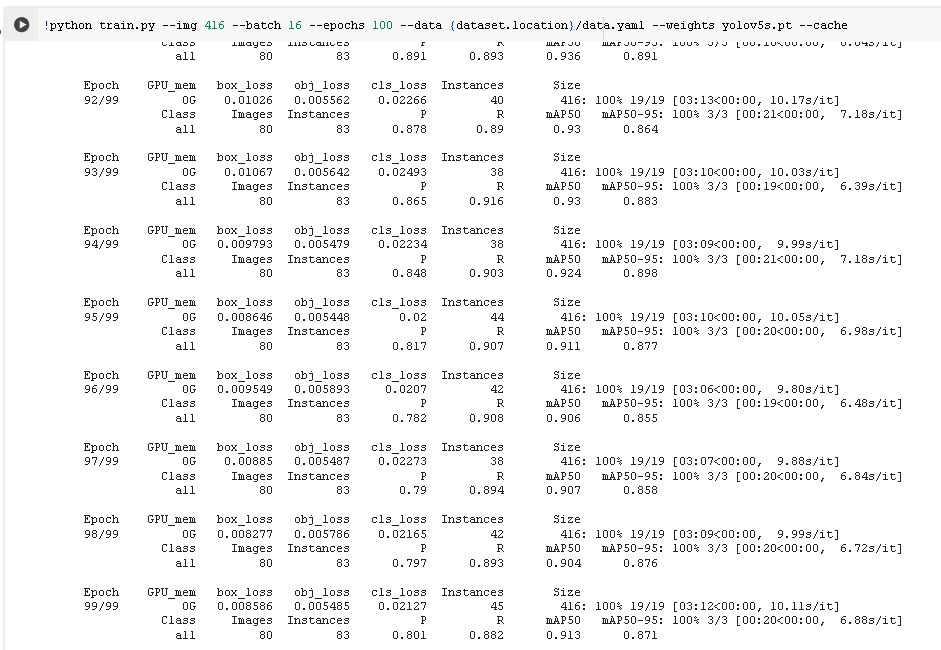 !python train.py --img 416 --batch 16 --epochs 100 --data {dataset.location}/data.yaml --weights yolov5s.pt --cache
Class Images Instances P R mAP50 mAP50-95: 100% 3/3
all 80 83 0.891 0.893 0.936 0.891
Epoch GPU_mem box_loss obj_loss cls_loss Instances Size
92/99 0G 0.01026 0.005562 0.02266 40 416: 100% 19/19 [03:13<00:00, 10.17s/it]
Class Images Instances P R mAP50 mAP50-95: 100% 3/3 [00:21<00:00, 7.18s/it]
all 80 83 0.878 0.89 0.93 0.864
Epoch GPU_mem box_loss obj_loss cls_loss Instances Size
93/99 0G 0.01067 0.005642 0.02493 38 416: 100% 19/19 [03:10<00:00, 10.03s/it]
Class Images Instances P R mAP50 mAP50-95: 100% 3/3 [00:19<00:00, 6.39s/it]
all 80 83 0.865 0.916 0.93 0.883
Epoch GPU_mem box_loss obj_loss cls_loss Instances Size
94/99 0G 0.009793 0.005479 0.02234 38 416: 100% 19/19 [03:09<00:00, 9.99s/it]
Class Images Instances P R mAP50 mAP50-95: 100% 3/3 [00:21<00:00, 7.18s/it]
all 80 83 0.848 0.903 0.924 0.898
Epoch GPU_mem box_loss obj_loss cls_loss Instances Size
95/99 0G 0.008646 0.005448 0.02 44 416: 100% 19/19 [03:10<00:00, 10.05s/it]
Class Images Instances P R mAP50 mAP50-95: 100% 3/3 [00:20<00:00, 6.98s/it]
all 80 83 0.817 0.907 0.911 0.877
Epoch GPU_mem box_loss obj_loss cls_loss Instances Size
96/99 0G 0.009549 0.005893 0.0207 42 416: 100% 19/19 [03:06<00:00, 9.80s/it]
Class Images Instances P R mAP50 mAP50-95: 100% 3/3 [00:19<00:00, 6.48s/it]
all 80 83 0.782 0.908 0.906 0.855
Epoch GPU_mem box_loss obj_loss cls_loss Instances Size
97/99 0G 0.00885 0.005487 0.02273 38 416: 100% 19/19 [03:07<00:00, 9.88s/it]
Class Images Instances P R mAP50 mAP50-95: 100% 3/3 [00:20<00:00, 6.84s/it]
all 80 83 0.79 0.894 0.907 0.858
Epoch GPU_mem box_loss obj_loss cls_loss Instances Size
98/99 0G 0.008277 0.005786 0.02165 42 416: 100% 19/19 [03:09<00:00, 9.99s/it]
Class Images Instances P R mAP50 mAP50-95: 100% 3/3 [00:20<00:00, 6.72s/it]
all 80 83 0.797 0.893 0.904 0.876
Epoch GPU_mem box_loss obj_loss cls_loss Instances Size
99/99 0G 0.008586 0.005485 0.02127 45 416: 100% 19/19 [03:12<00:00, 10.11s/it]
Class Images Instances P R mAP50 mAP50-95: 100% 3/3 [00:20<00:00, 6.88s/it]
all 80 83 0.801 0.882 0.913 0.871